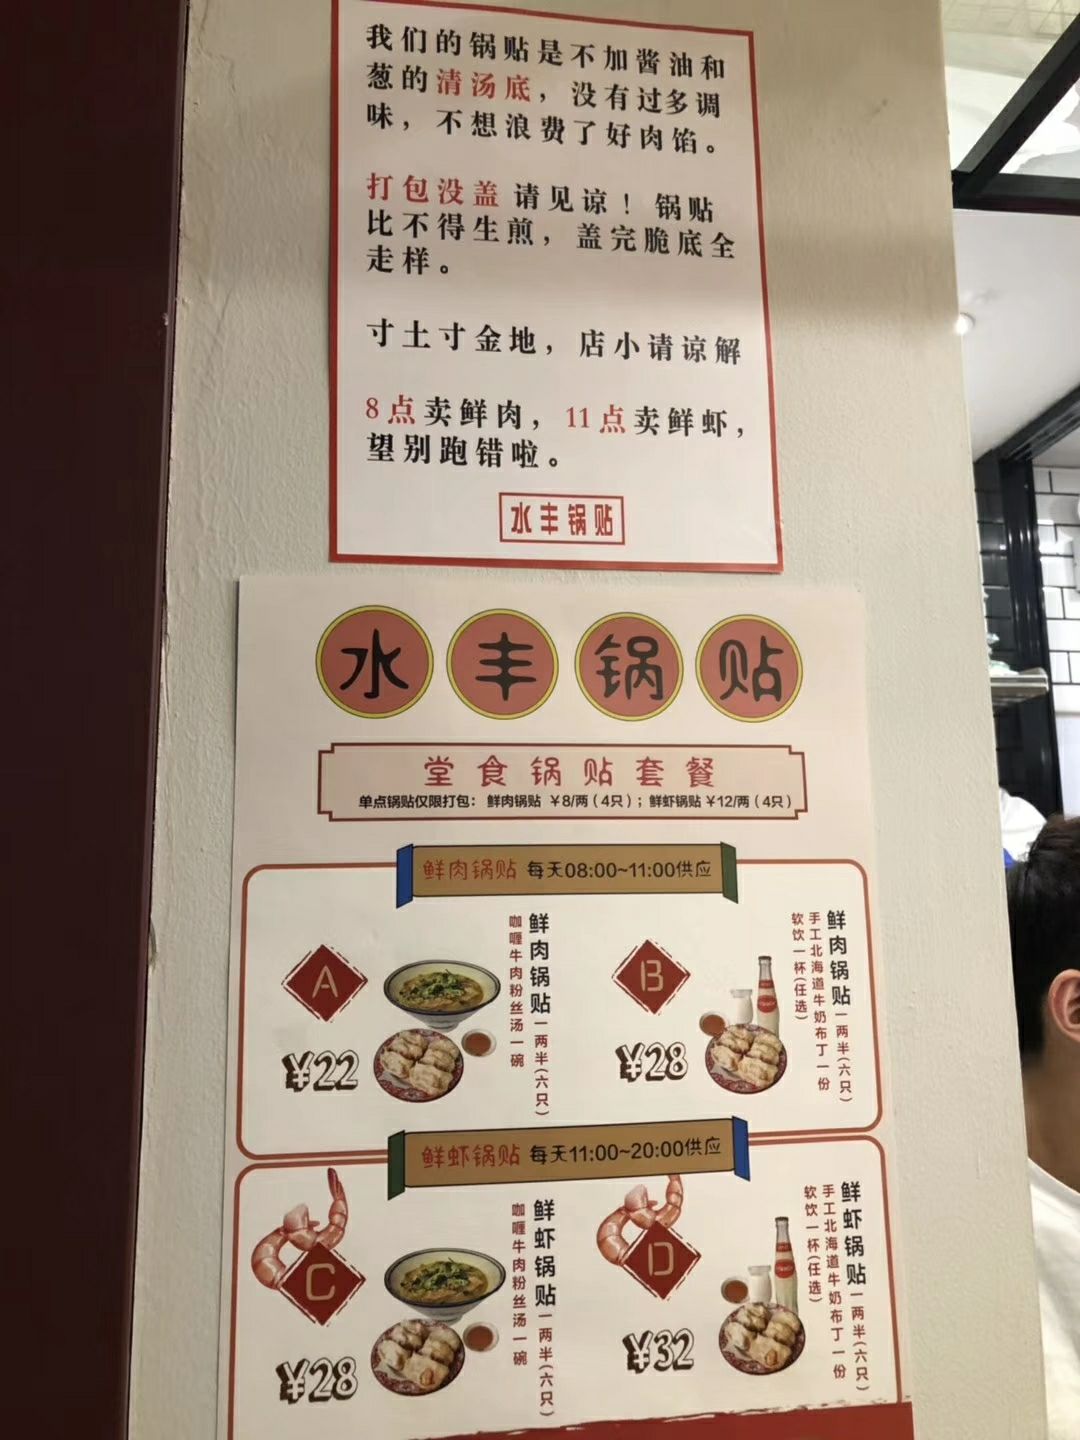 我们的锅贴是不加酱油和
葱的清汤底，没有过多调
味，不想浪费了好肉馅。
打包没盖 请见谅！锅贴
比不得生煎，盖完脆底全
走样。
寸土寸金地，店小请谅解
8点卖鲜肉，11点卖鲜虾，
望别跑错啦。
水丰锅贴
水丰锅贴
堂食锅贴套餐
单点锅贴仅限打包：鲜肉锅贴 ￥8/两（4只）；鲜虾锅贴￥12/两（4只）
鲜肉锅贴 每天08:00~11:00供应
A
鲜肉锅贴一两半(六只)
咖喱牛肉粉丝汤一碗
¥22
B
鲜肉锅贴一两半(六只)
手工北海道牛奶布丁一份
软饮一杯(任选)
¥28
鲜虾锅贴 每天11:00~20:00供应
C
鲜虾锅贴一两半(六只)
咖喱牛肉粉丝汤一碗
¥28
D
鲜虾锅贴一两半(六只)
手工北海道牛奶布丁一份
软饮一杯(任选)
¥32